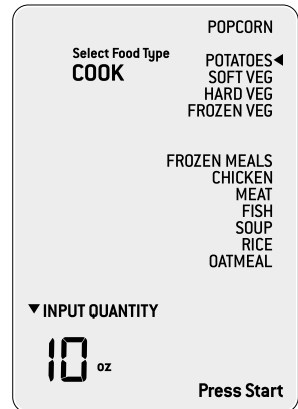 POPCORN
Select Food Type
COOK
POTATOES◀
SOFT VEG
HARD VEG
FROZEN VEG
FROZEN MEALS
CHICKEN
MEAT
FISH
SOUP
RICE
OATMEAL
▼INPUT QUANTITY
10 oz
Press Start